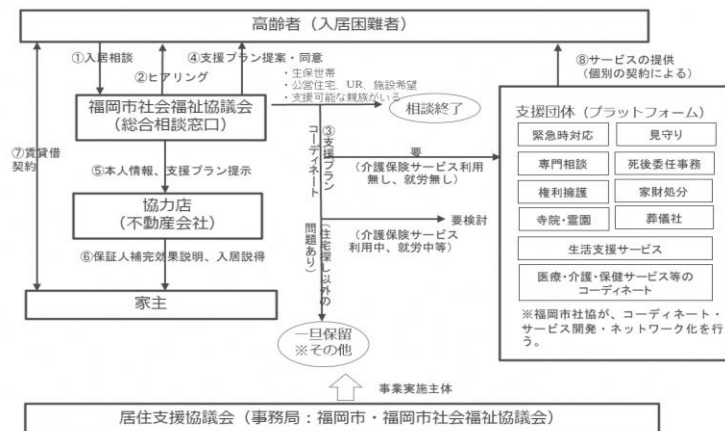 高齢者（入居困難者）
①入居相談
②ヒアリング
④支援プラン提案・同意
・生保世帯
・公営住宅、UR、施設希望
・支援可能な親族がいる
相談終了
⑧サービスの提供
（個別の契約による）
福岡市社会福祉協議会
（総合相談窓口）
⑦賃貸借
契約
③支援プラン
コーディネート
要
（介護保険サービス利用
無し、就労無し）
⑤本人情報、支援プラン提示
協力店
（不動産会社）
要検討
（介護保険サービス
利用中、就労中等）
（住宅探し以外の
問題あり）
⑥保証人補完効果説明、入居説得
家主
一旦保留
※その他
支援団体（プラットフォーム）
緊急時対応
見守り
専門相談
死後委任事務
権利擁護
家財処分
寺院・霊園
葬儀社
生活支援サービス
医療・介護・保健サービス等の
コーディネート
※福岡市社協が、コーディネート・
サービス開発・ネットワーク化を行
う。
事業実施主体
居住支援協議会（事務局：福岡市・福岡市社会福祉協議会）